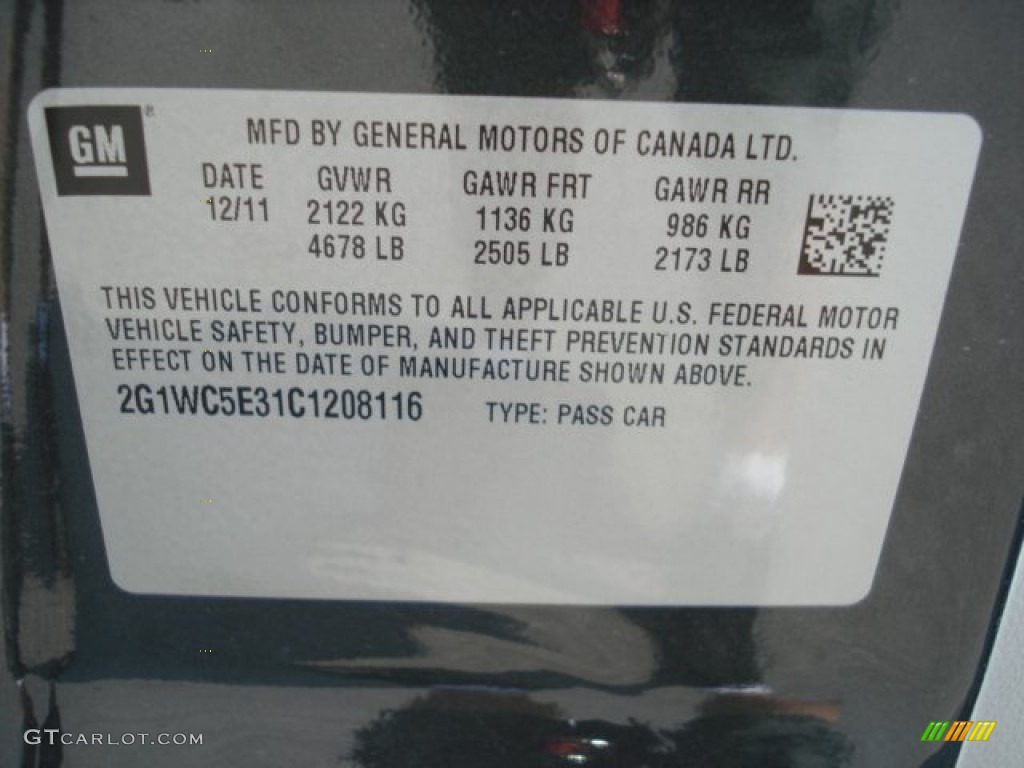 GM
MFD BY GENERAL MOTORS OF CANADA LTD.
DATE GVWR GAWR FRT GAWR RR
12/11 2122 KG 1136 KG 986 KG
4678 LB 2505 LB 2173 LB
THIS VEHICLE CONFORMS TO ALL APPLICABLE U.S. FEDERAL MOTOR
VEHICLE SAFETY, BUMPER, AND THEFT PREVENTION STANDARDS IN
EFFECT ON THE DATE OF MANUFACTURE SHOWN ABOVE.
2G1WC5E31C1208116 TYPE: PASS CAR
GTCARLOT.COM